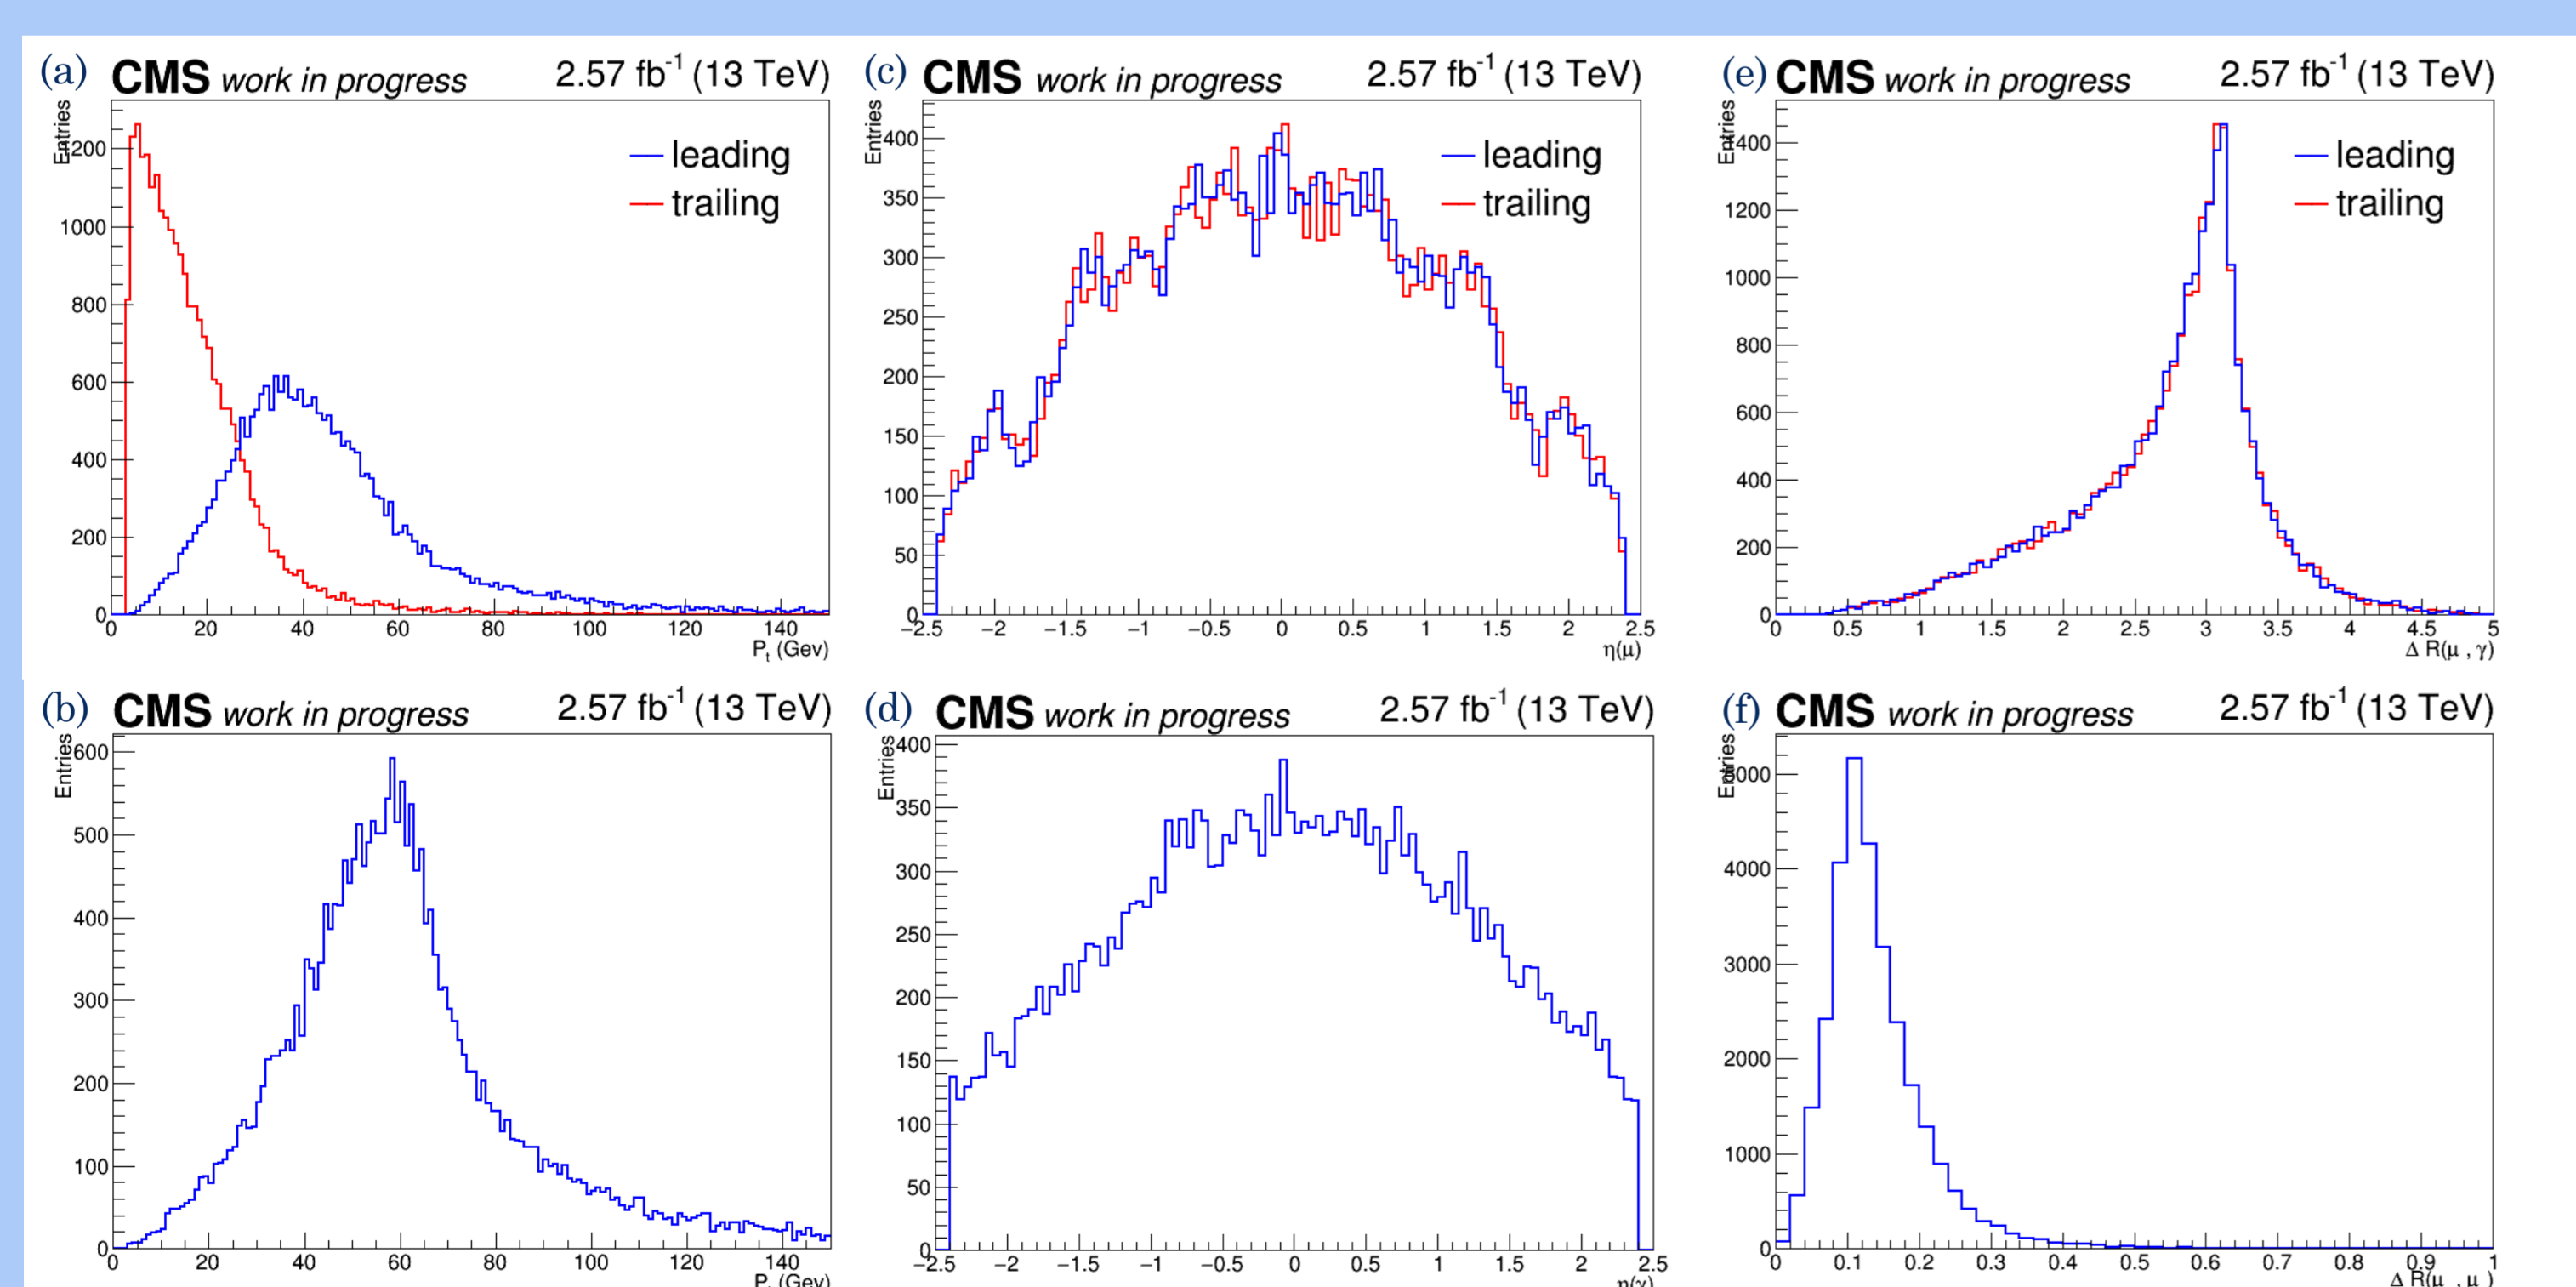 (a) CMS work in progress 2.57 fb-1 (13 TeV)
Entries
leading
trailing
1200
1000
800
600
400
200
0
0 20 40 60 80 100 120 140
Pt (Gev)
(c) CMS work in progress 2.57 fb-1 (13 TeV)
Entries
leading
trailing
400
350
300
250
200
150
100
50
0
−2.5 −2 −1.5 −1 −0.5 0 0.5 1 1.5 2 2.5
η(μ)
(e) CMS work in progress 2.57 fb-1 (13 TeV)
Entries
leading
trailing
1400
1200
1000
800
600
400
200
0
0 0.5 1 1.5 2 2.5 3 3.5 4 4.5 5
Δ R(μ , γ)
(b) CMS work in progress 2.57 fb-1 (13 TeV)
Entries
600
500
400
300
200
100
0
0 20 40 60 80 100 120 140
Pt (Gev)
(d) CMS work in progress 2.57 fb-1 (13 TeV)
Entries
400
350
300
250
200
150
100
50
0
−2.5 −2 −1.5 −1 −0.5 0 0.5 1 1.5 2 2.5
η(γ)
(f) CMS work in progress 2.57 fb-1 (13 TeV)
Entries
5000
4000
3000
2000
1000
0
0 0.1 0.2 0.3 0.4 0.5 0.6 0.7 0.8 0.9 1
Δ R(μ , μ )